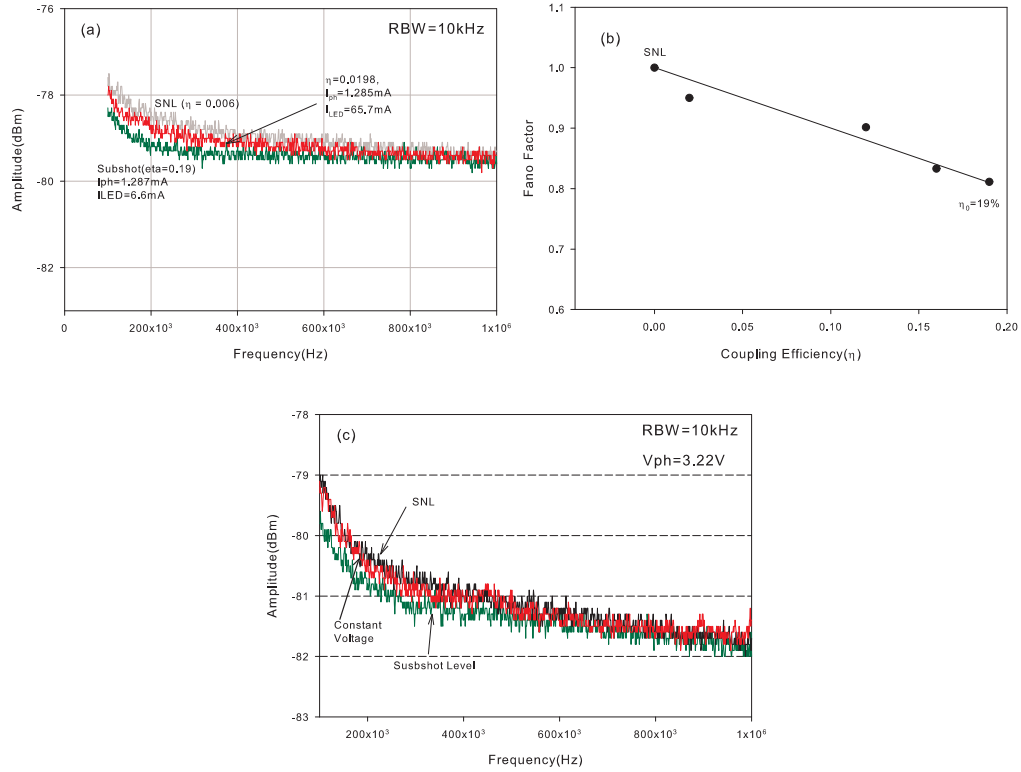 (a)
RBW=10kHz
-76
-78
-80
-82
Amplitude(dBm)
SNL (η = 0.006)
η=0.0198,
Iph=1.285mA
ILED=65.7mA
Subshot(eta=0.19)
Iph=1.287mA
ILED=6.6mA
0
200x10³
400x10³
600x10³
800x10³
1x10⁶
Frequency(Hz)
(b)
1.1
1.0
0.9
0.8
0.7
0.6
Fano Factor
SNL
η₀=19%
0.00
0.05
0.10
0.15
0.20
Coupling Efficiency(η)
(c)
RBW=10kHz
Vph=3.22V
-78
-79
-80
-81
-82
-83
Amplitude(dBm)
SNL
Constant
Voltage
Susbshot Level
200x10³
400x10³
600x10³
800x10³
1x10⁶
Frequency(Hz)